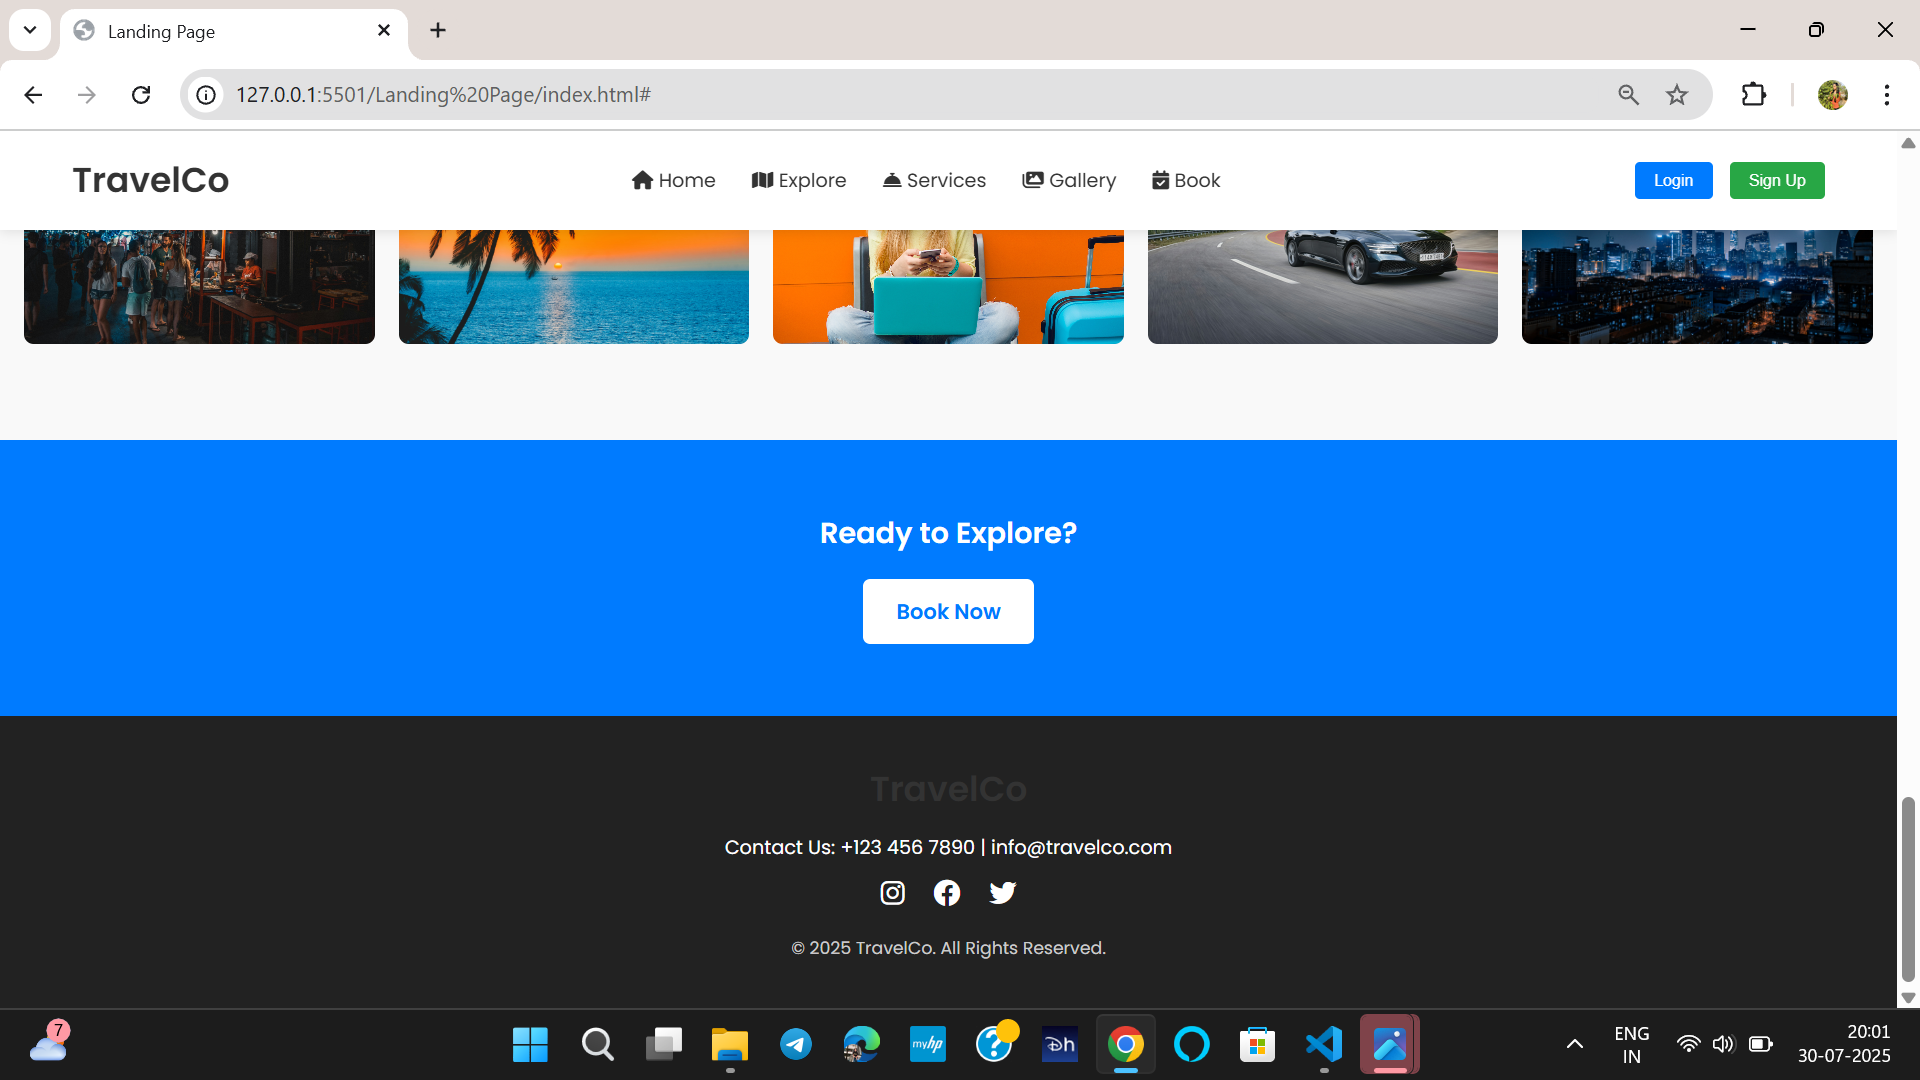 Landing Page
127.0.0.1:5501/Landing%20Page/index.html#
TravelCo
Home
Explore
Services
Gallery
Book
Login
Sign Up
Ready to Explore?
Book Now
TravelCo
Contact Us: +123 456 7890 | info@travelco.com
© 2025 TravelCo. All Rights Reserved.
7
myhp
?
Dh
ENG
IN
20:01
30-07-2025